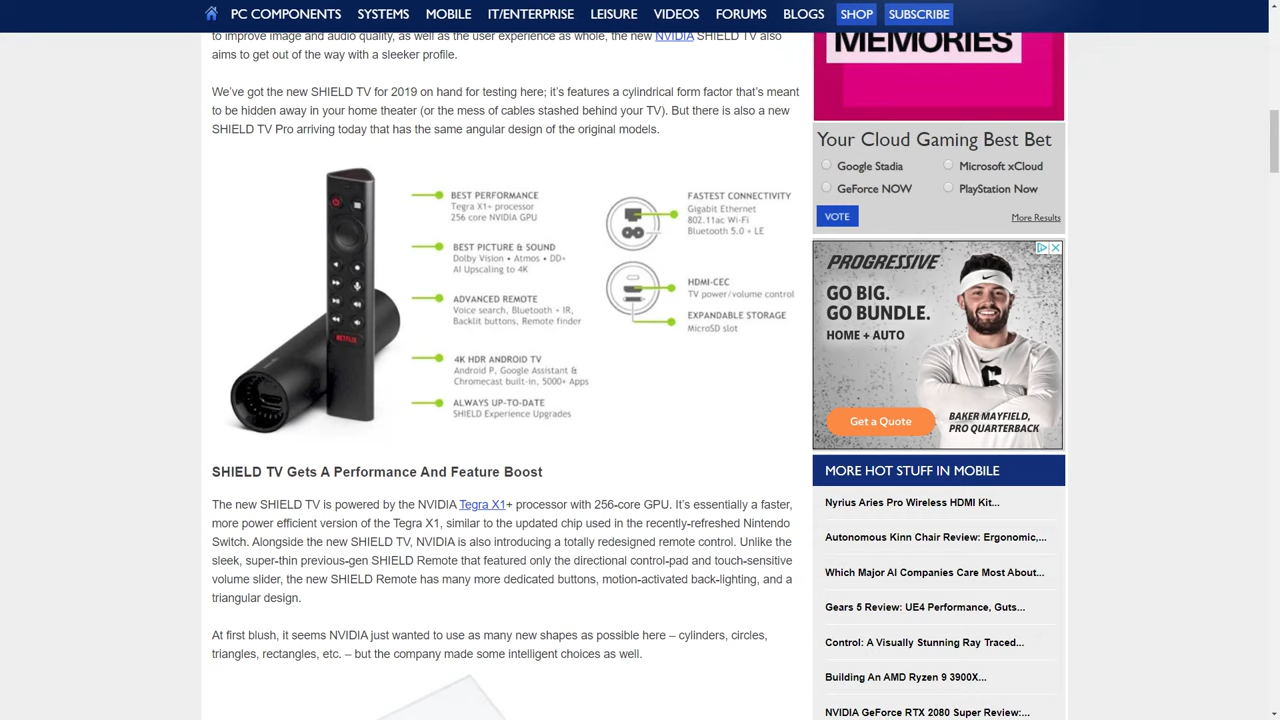 PC COMPONENTS SYSTEMS MOBILE IT/ENTERPRISE LEISURE VIDEOS FORUMS BLOGS SHOP SUBSCRIBE
to improve image and audio quality, as well as the user experience as whole, the new NVIDIA SHIELD TV also
aims to get out of the way with a sleeker profile.
We’ve got the new SHIELD TV for 2019 on hand for testing here; it’s features a cylindrical form factor that’s meant
to be hidden away in your home theater (or the mess of cables stashed behind your TV). But there is also a new
SHIELD TV Pro arriving today that has the same angular design of the original models.
NETFLIX
BEST PERFORMANCE
Tegra X1+ processor
256 core NVIDIA GPU
BEST PICTURE & SOUND
Dolby Vision • Atmos • DD+
AI Upscaling to 4K
ADVANCED REMOTE
Voice search, Bluetooth + IR,
Backlit buttons, Remote finder
4K HDR ANDROID TV
Android P, Google Assistant &
Chromecast built-in, 5000+ Apps
ALWAYS UP-TO-DATE
SHIELD Experience Upgrades
FASTEST CONNECTIVITY
Gigabit Ethernet
802.11ac Wi-Fi
Bluetooth 5.0 + LE
HDMI-CEC
TV power/volume control
EXPANDABLE STORAGE
MicroSD slot
SHIELD TV Gets A Performance And Feature Boost
The new SHIELD TV is powered by the NVIDIA Tegra X1+ processor with 256-core GPU. It’s essentially a faster,
more power efficient version of the Tegra X1, similar to the updated chip used in the recently-refreshed Nintendo
Switch. Alongside the new SHIELD TV, NVIDIA is also introducing a totally redesigned remote control. Unlike the
sleek, super-thin previous-gen SHIELD Remote that featured only the directional control-pad and touch-sensitive
volume slider, the new SHIELD Remote has many more dedicated buttons, motion-activated back-lighting, and a
triangular design.
At first blush, it seems NVIDIA just wanted to use as many new shapes as possible here – cylinders, circles,
triangles, rectangles, etc. – but the company made some intelligent choices as well.
MEMORIES
Your Cloud Gaming Best Bet
Google Stadia
Microsoft xCloud
GeForce NOW
PlayStation Now
VOTE
More Results
PROGRESSIVE
GO BIG.
GO BUNDLE.
HOME + AUTO
Get a Quote
BAKER MAYFIELD,
PRO QUARTERBACK
MORE HOT STUFF IN MOBILE
Nyrius Aries Pro Wireless HDMI Kit...
Autonomous Kinn Chair Review: Ergonomic,...
Which Major AI Companies Care Most About...
Gears 5 Review: UE4 Performance, Guts...
Control: A Visually Stunning Ray Traced...
Building An AMD Ryzen 9 3900X...
NVIDIA GeForce RTX 2080 Super Review:...